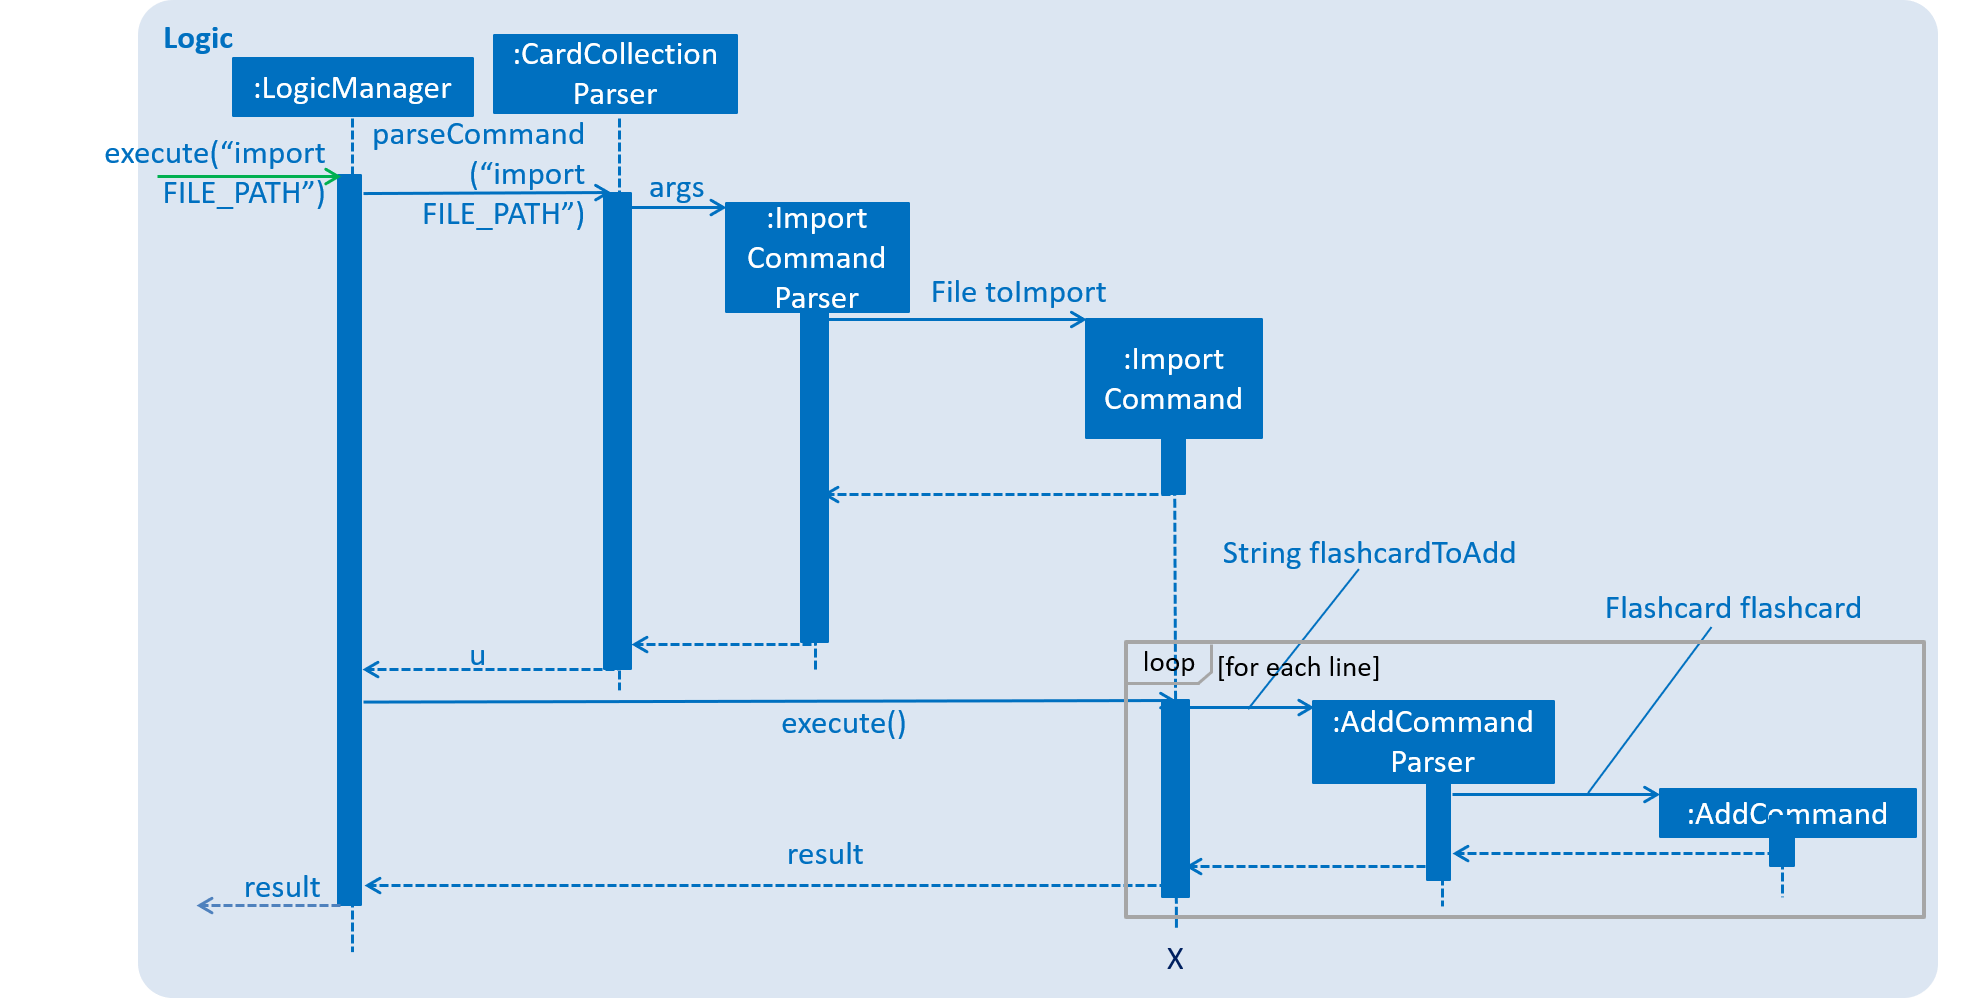 Logic
:LogicManager
:CardCollection
Parser
execute(“import
FILE_PATH”)
parseCommand
(“import
FILE_PATH”)
args
:Import
Command
Parser
File toImport
:Import
Command
String flashcardToAdd
Flashcard flashcard
loop
[for each line]
u
execute()
:AddCommand
Parser
:AddCommand
result
result
X